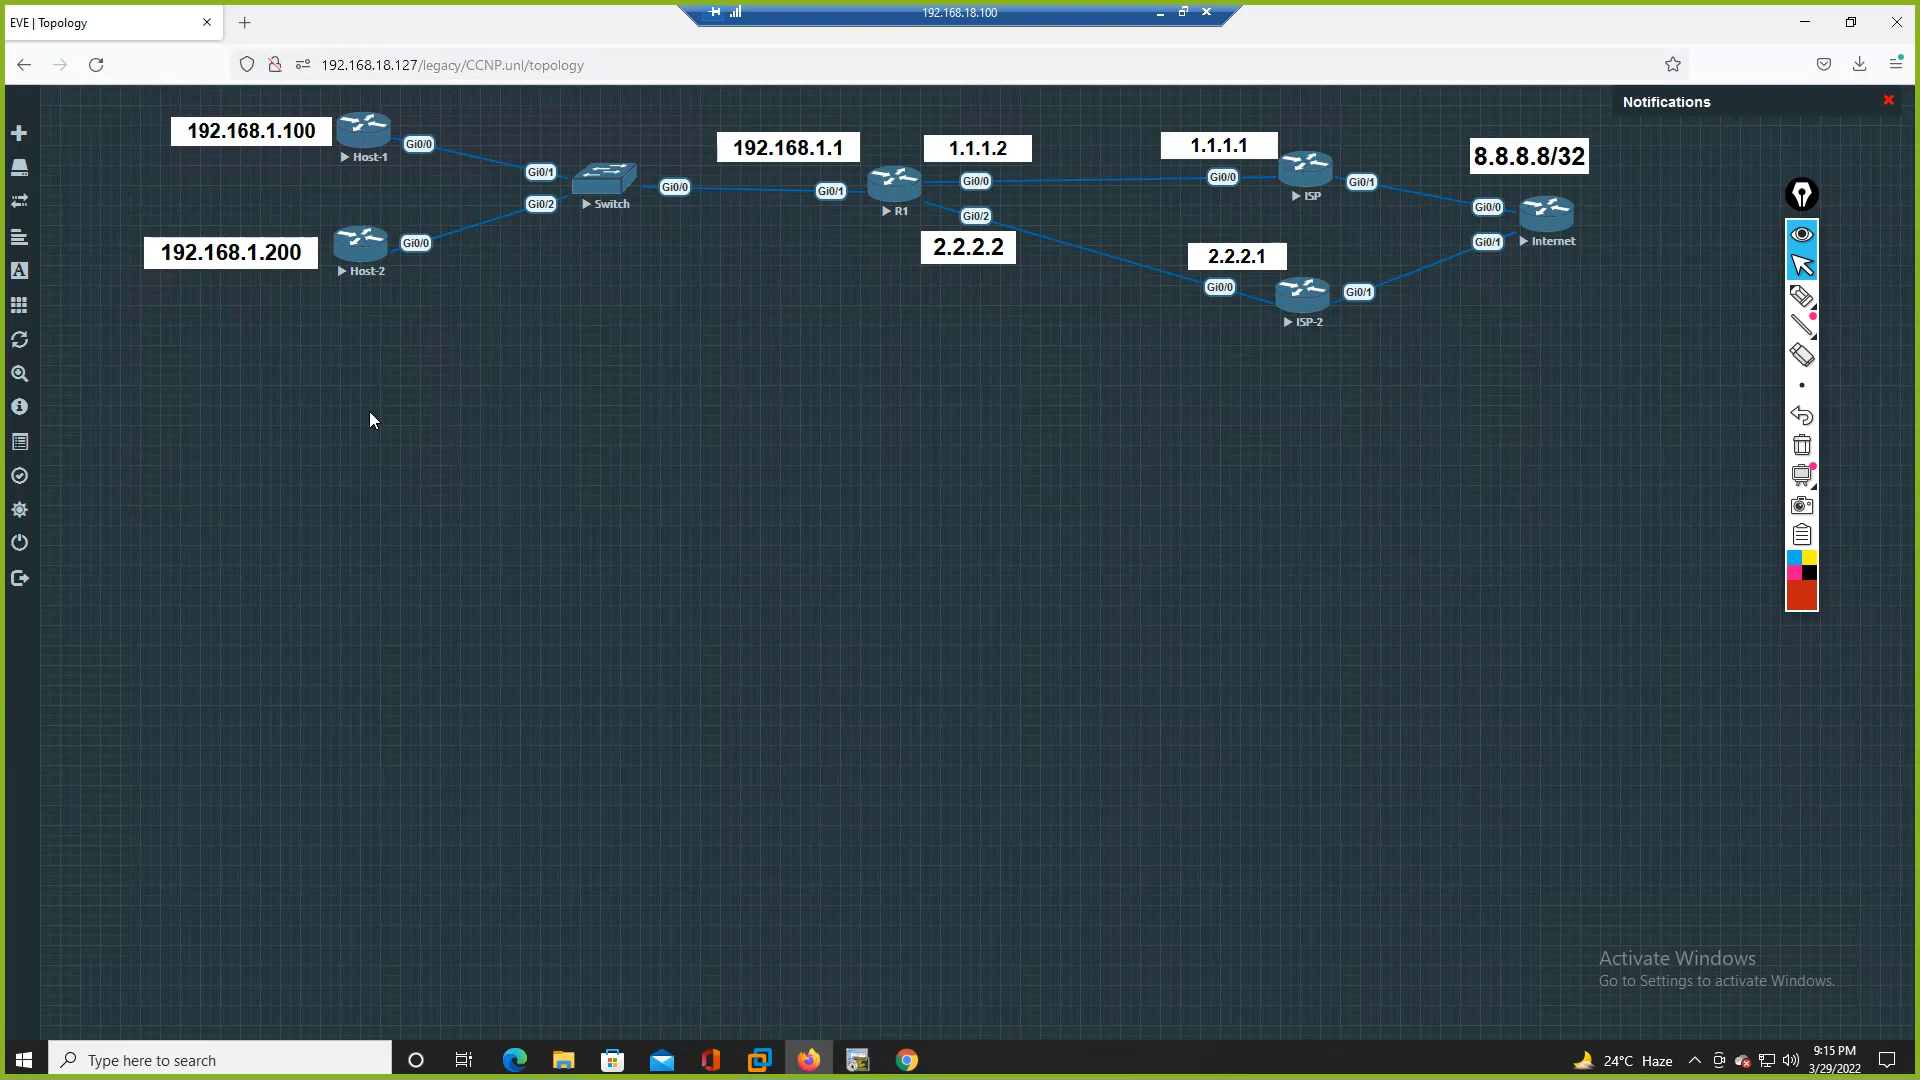 EVE | Topology
192.168.18.100
192.168.18.127/legacy/CCNP.unl/topology
Notifications
192.168.1.100
Host-1
Gi0/0
Gi0/1
192.168.1.1
1.1.1.2
1.1.1.1
8.8.8.8/32
Switch
Gi0/0
Gi0/1
R1
Gi0/0
Gi0/0
ISP
Gi0/1
Gi0/0
Internet
Gi0/2
Gi0/2
Gi0/1
192.168.1.200
Host-2
Gi0/0
2.2.2.2
2.2.2.1
Gi0/0
ISP-2
Gi0/1
Activate Windows
Go to Settings to activate Windows.
Type here to search
24°C Haze
9:15 PM
3/29/2022